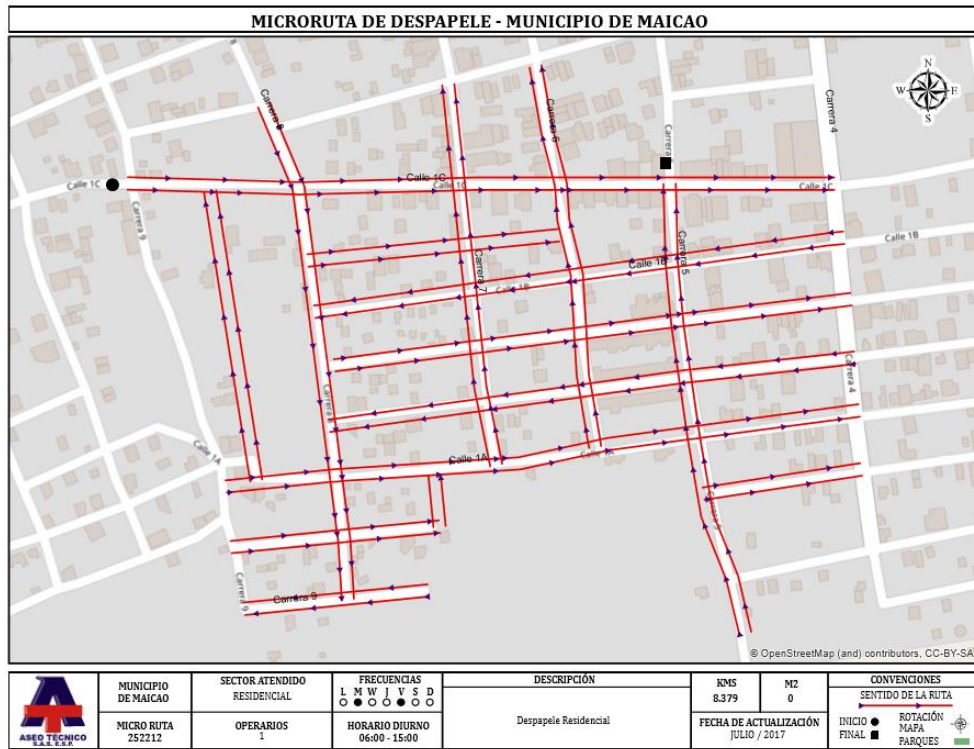 MICRORUTA DE DESPAPELE - MUNICIPIO DE MAICAO
N
W E
S
Carrera 8
Carrera 6
Carrera 4
Calle 1C
Calle 1C
Calle 1C
Calle 1C
Carrera 9
Carrera 7
Carrera 5
Calle 1B
Calle 1B
Calle 1B
Carrera 4
Calle 1A
Calle 1A
Calle 1A
Carrera 9
Carrera 9
© OpenStreetMap (and) contributors, CC-BY-SA
ASEO TÉCNICO
S.A.S. E.S.P.
MUNICIPIO
DE MAICAO
MICRO RUTA
252212
SECTOR ATENDIDO
RESIDENCIAL
OPERARIOS
1
FRECUENCIAS
L M W J V S D
HORARIO DIURNO
06:00 - 15:00
DESCRIPCIÓN
Despapele Residencial
KMS
8.379
M2
0
FECHA DE ACTUALIZACIÓN
JULIO / 2017
CONVENCIONES
SENTIDO DE LA RUTA
INICIO
FINAL
ROTACIÓN
MAPA
PARQUES